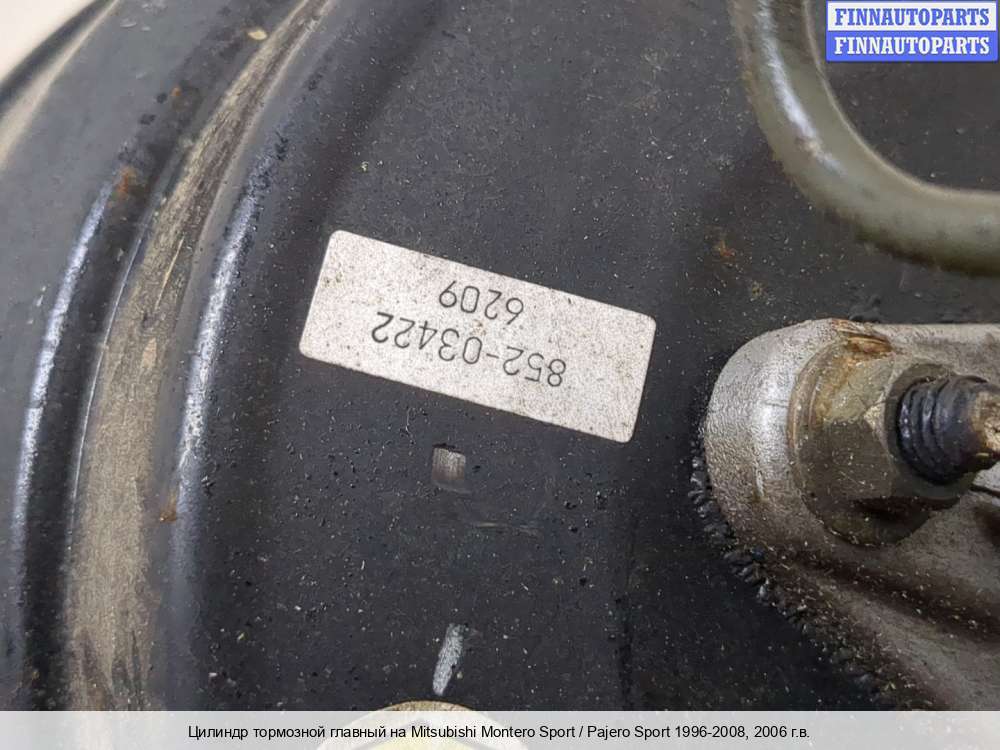 FINNAUTOPARTS
FINNAUTOPARTS
852-03422
6209
Цилиндр тормозной главный на Mitsubishi Montero Sport / Pajero Sport 1996-2008, 2006 г.в.